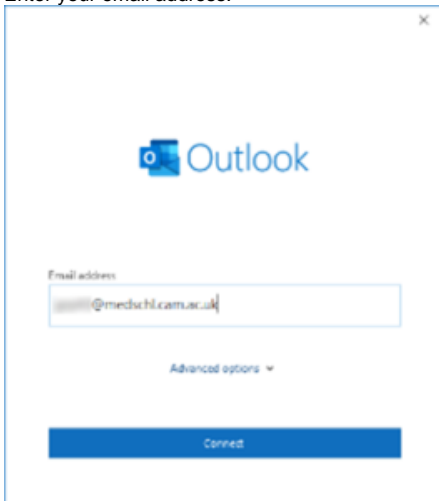 Enter your email address.
Outlook
Email address
@medschl.cam.ac.uk
Advanced options
Connect